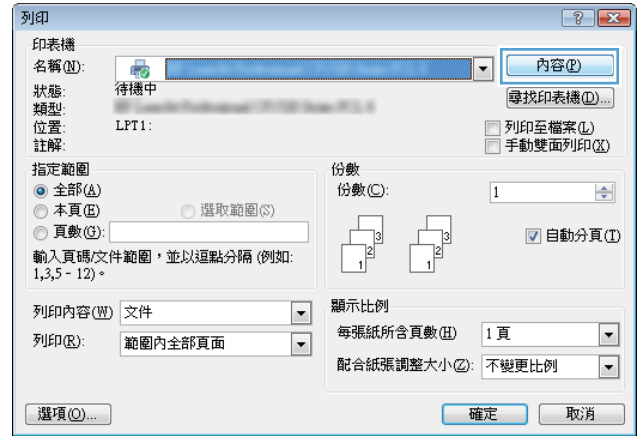 列印
印表機
名稱(N):
內容(P)
狀態: 待機中
尋找印表機(D)...
類型:
位置: LPT1:
列印至檔案(L)
註解:
手動雙面列印(X)
指定範圍
全部(A)
本頁(E) 選取範圍(S)
頁數(G):
輸入頁碼/文件範圍，並以逗點分隔 (例如:
1,3,5 - 12)。
份數
份數(C): 1
3 3
2 2
1 1
自動分頁(T)
列印內容(W) 文件
列印(R): 範圍內全部頁面
顯示比例
每張紙所含頁數(H) 1 頁
配合紙張調整大小(Z): 不變更比例
選項(O)...
確定 取消